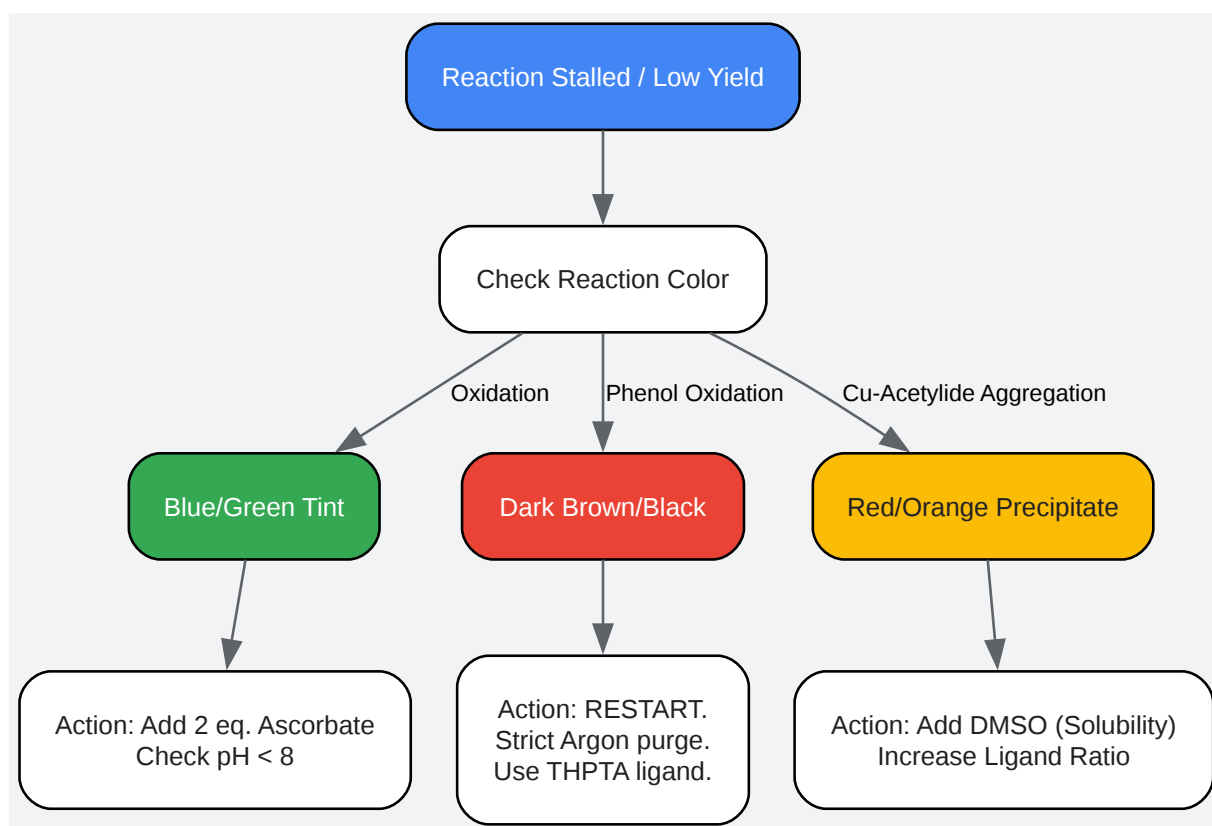 Reaction Stalled / Low Yield
Check Reaction Color
Oxidation
Phenol Oxidation
Cu-Acetylide Aggregation
Blue/Green Tint
Dark Brown/Black
Red/Orange Precipitate
Action: Add 2 eq. Ascorbate
Check pH < 8
Action: RESTART.
Strict Argon purge.
Use THPTA ligand.
Action: Add DMSO (Solubility)
Increase Ligand Ratio